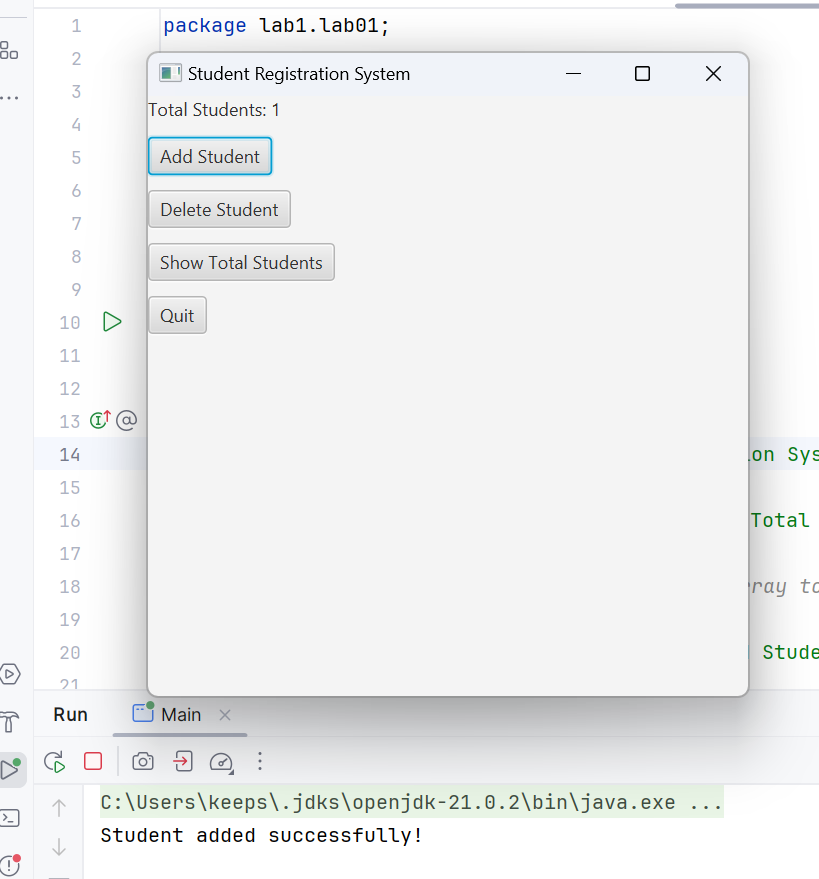 1 package lab1.lab01;
2
Student Registration System
3
Total Students: 1
4
5 Add Student
6
Delete Student
7
8 Show Total Students
9
10 Quit
11
12
13
14 on Sys
15
16 Total
17
18 ray to
19
20 Stude
21
Run Main
C:\Users\keeps\.jdks\openjdk-21.0.2\bin\java.exe ...
Student added successfully!